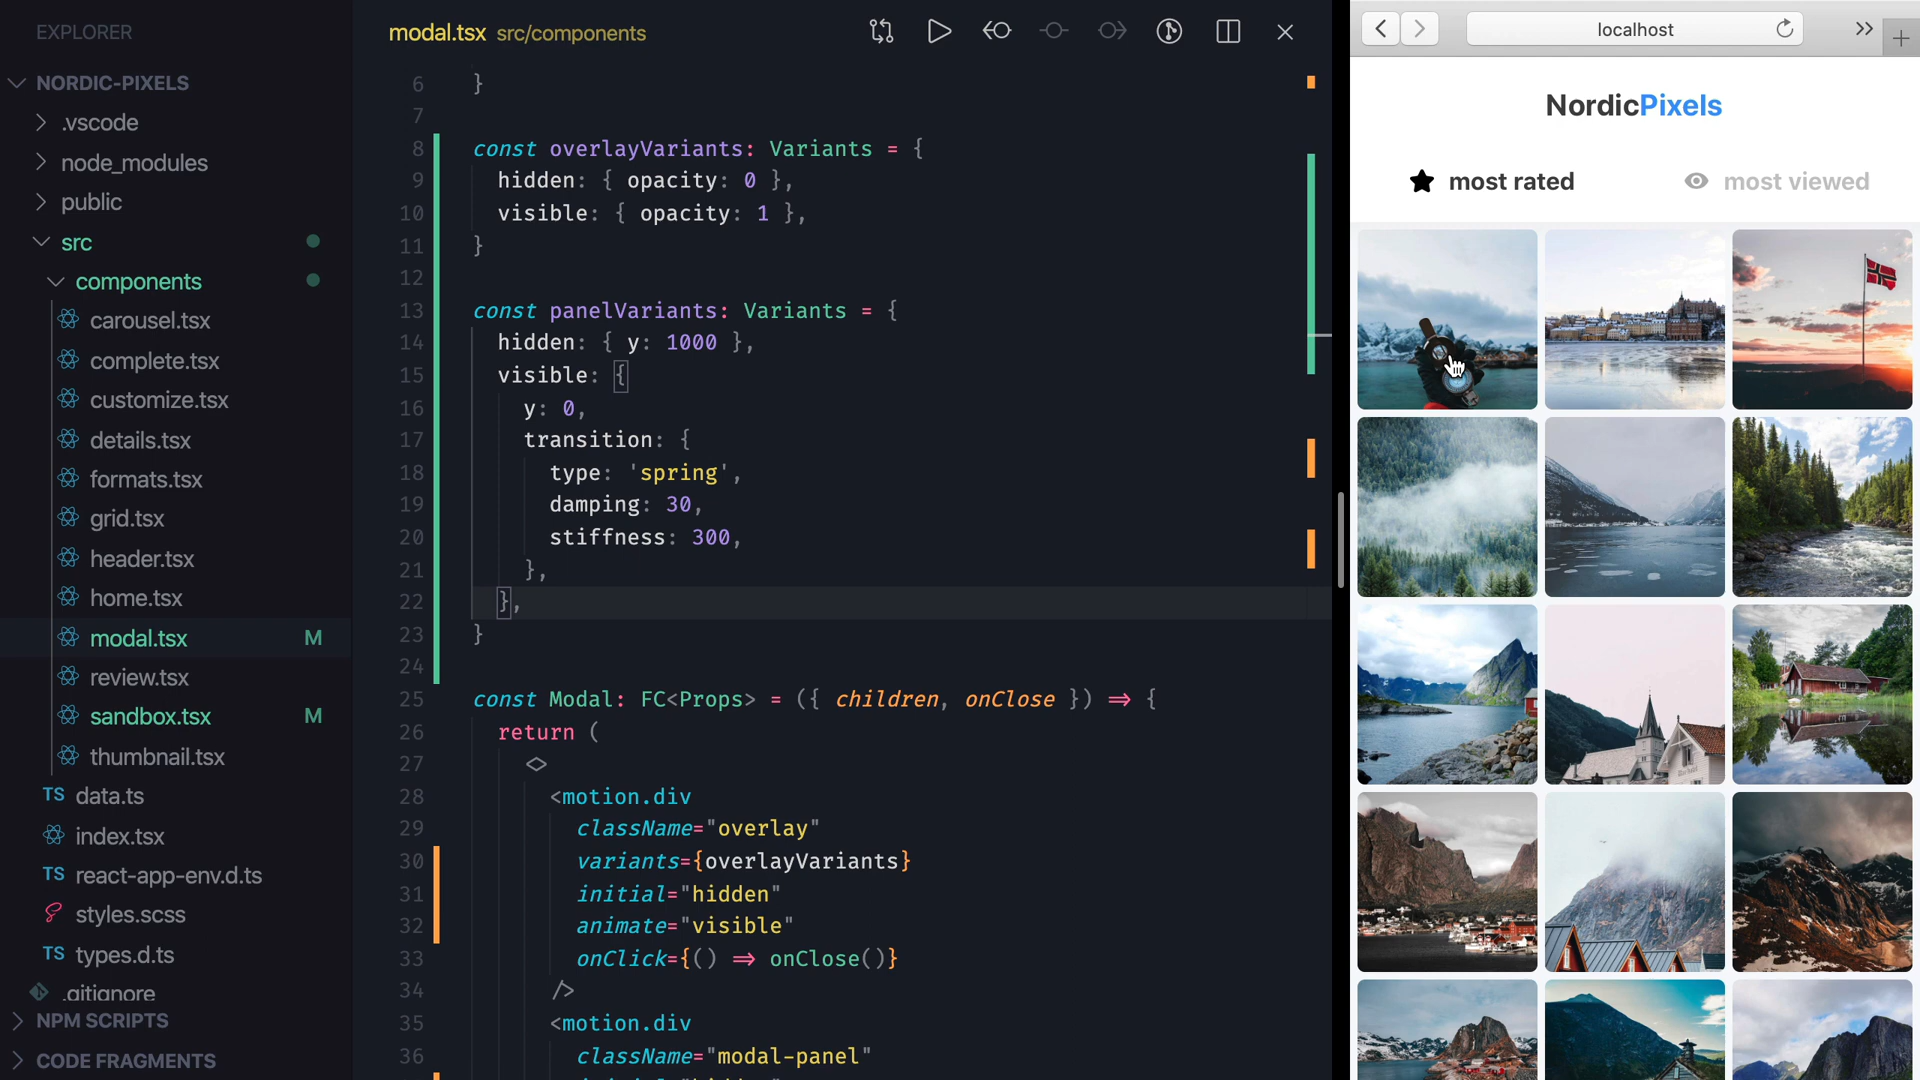 EXPLORER
NORDIC-PIXELS
.vscode
node_modules
public
src
components
carousel.tsx
complete.tsx
customize.tsx
details.tsx
formats.tsx
grid.tsx
header.tsx
home.tsx
modal.tsx M
review.tsx
sandbox.tsx M
thumbnail.tsx
TS data.ts
index.tsx
TS react-app-env.d.ts
styles.scss
TS types.d.ts
.gitignore
NPM SCRIPTS
CODE FRAGMENTS
modal.tsx src/components
6 }
7
8 const overlayVariants: Variants = {
9 hidden: { opacity: 0 },
10 visible: { opacity: 1 },
11 }
12
13 const panelVariants: Variants = {
14 hidden: { y: 1000 },
15 visible: {
16 y: 0,
17 transition: {
18 type: 'spring',
19 damping: 30,
20 stiffness: 300,
21 },
22 },
23 }
24
25 const Modal: FC<Props> = ({ children, onClose }) => {
26 return (
27 <>
28 <motion.div
29 className="overlay"
30 variants={overlayVariants}
31 initial="hidden"
32 animate="visible"
33 onClick={() => onClose()}
34 />
35 <motion.div
36 className="modal-panel"
localhost
NordicPixels
most rated
most viewed